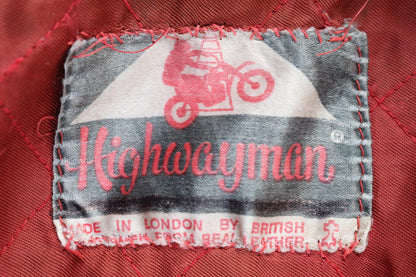 Highwayman
®
MADE IN LONDON BY BRITISH
FROM REAL LEATHER